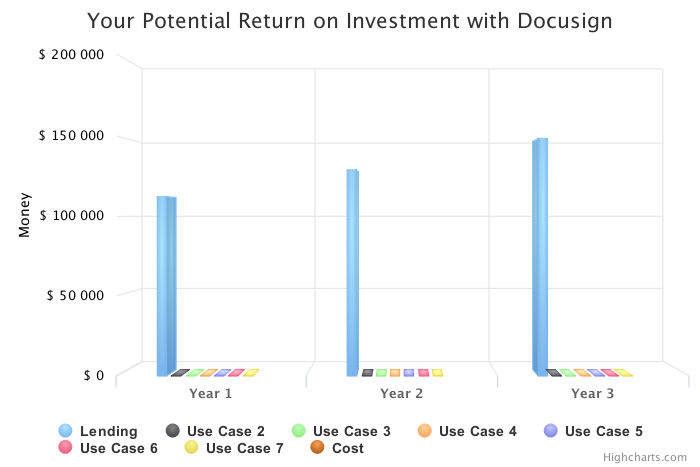 Your Potential Return on Investment with Docusign
$ 200 000
$ 150 000
$ 100 000
$ 50 000
$ 0
Money
Year 1 Year 2 Year 3
Lending Use Case 2 Use Case 3 Use Case 4 Use Case 5
Use Case 6 Use Case 7 Cost
Highcharts.com